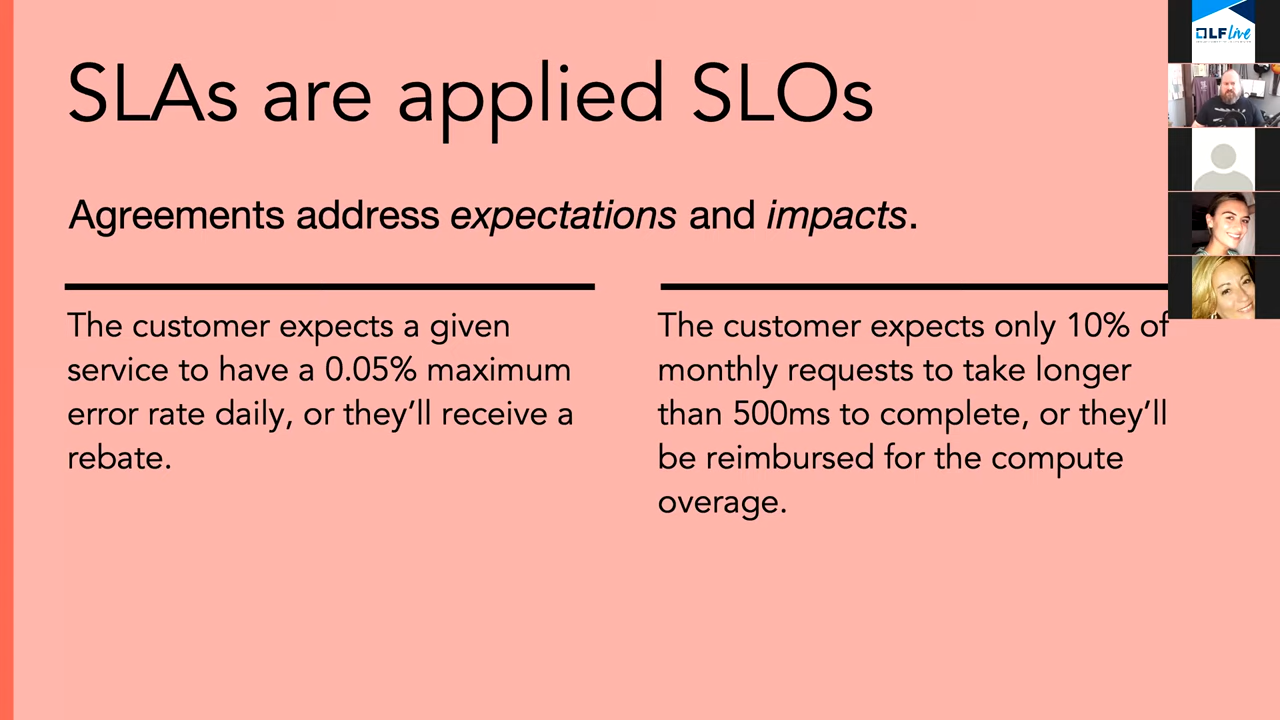 SLAs are applied SLOs
Agreements address expectations and impacts.
The customer expects a given
service to have a 0.05% maximum
error rate daily, or they’ll receive a
rebate.
The customer expects only 10% of
monthly requests to take longer
than 500ms to complete, or they’ll
be reimbursed for the compute
overage.
LF Live